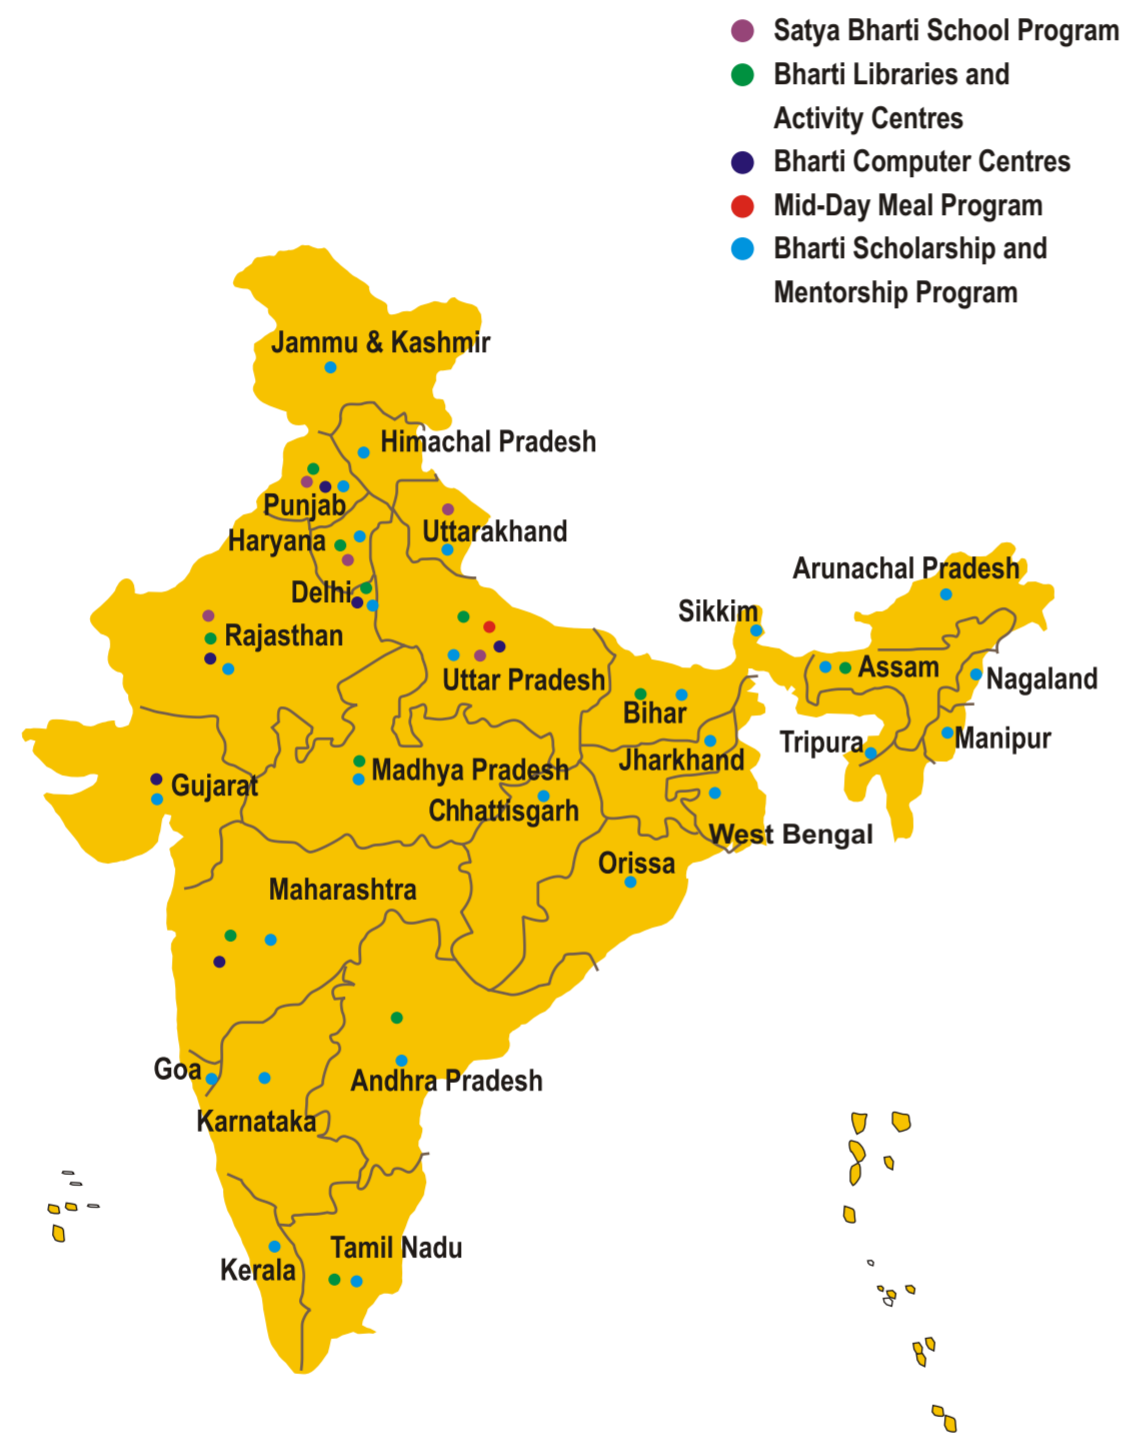 Satya Bharti School Program
Bharti Libraries and
Activity Centres
Bharti Computer Centres
Mid-Day Meal Program
Bharti Scholarship and
Mentorship Program
Jammu & Kashmir
Himachal Pradesh
Punjab
Uttarakhand
Haryana
Arunachal Pradesh
Delhi
Sikkim
Rajasthan
Assam
Uttar Pradesh
Nagaland
Bihar
Tripura
Manipur
Jharkhand
Madhya Pradesh
Gujarat
Chhattisgarh
West Bengal
Orissa
Maharashtra
Goa
Andhra Pradesh
Karnataka
Tamil Nadu
Kerala